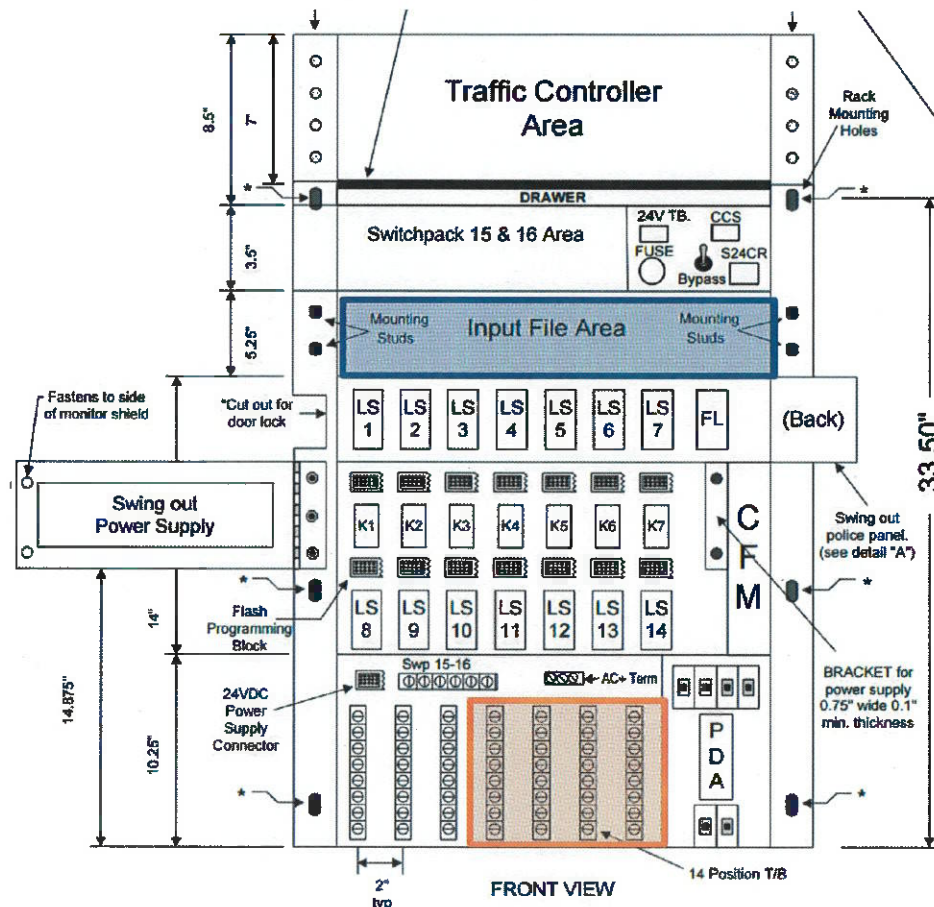 Traffic Controller
Area
Rack
Mounting
Holes
8.5"
7"
*
*
DRAWER
Switchpack 15 & 16 Area
24V TB.
CCS
FUSE
S24CR
Bypass
3.5"
5.25"
Mounting
Studs
Input File Area
Mounting
Studs
Fastens to side
of monitor shield
*Cut out for
door lock
LS
1
LS
2
LS
3
LS
4
LS
5
LS
6
LS
7
FL
(Back)
33.50"
Swing out
Power Supply
K1
K2
K3
K4
K5
K6
K7
C
F
M
Swing out
police panel.
(see detail "A")
*
*
14"
Flash
Programming
Block
LS
8
LS
9
LS
10
LS
11
LS
12
LS
13
LS
14
Swp 15-16
AC+ Term
BRACKET for
power supply
0.75" wide 0.1"
min. thickness
24VDC
Power
Supply
Connector
P
D
A
14.875"
10.25"
*
*
2"
typ
FRONT VIEW
14 Position T/B